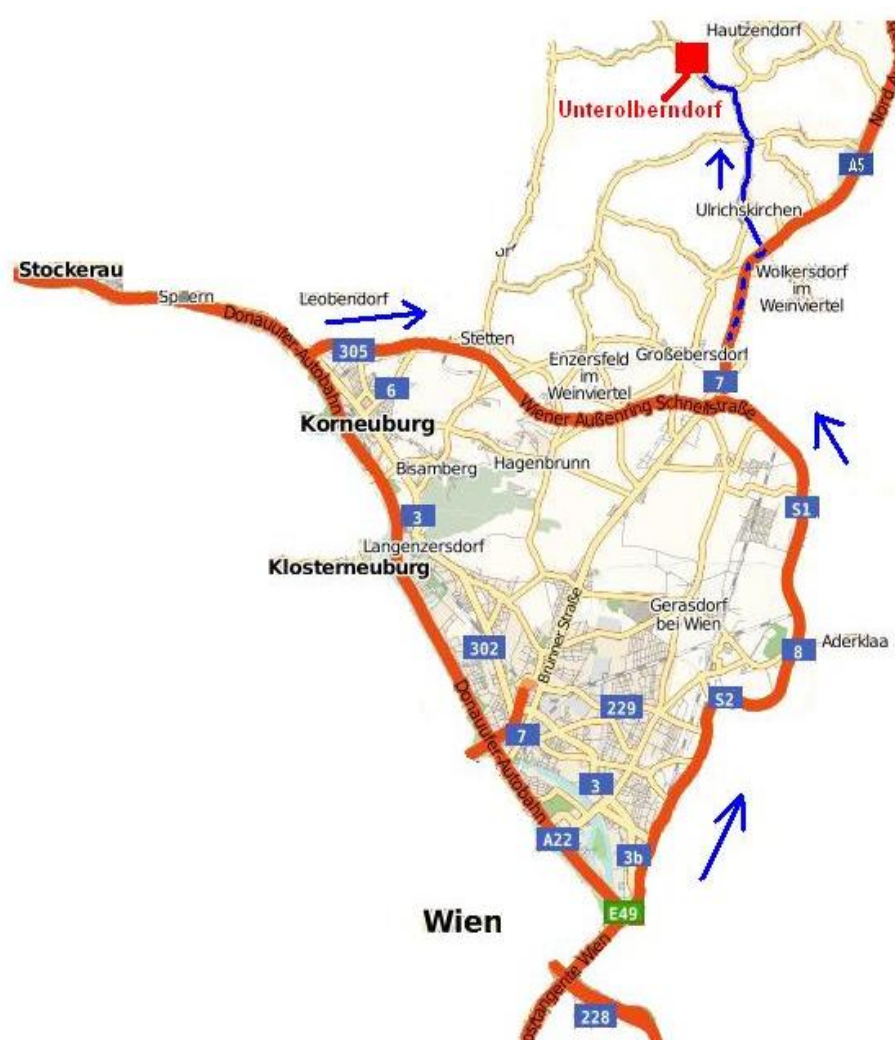 Hautzendorf
Unterolberndorf
Nord A
A5
Ulrichskirchen
Stockerau
Spillern
Leobendorf
Donauufer-Autobahn
Wolkersdorf
im
Weinviertel
305
Stetten
Enzersfeld
im
Weinviertel
Großebersdorf
7
6
Wiener Außenring Schnellstraße
Korneuburg
Bisamberg
Hagenbrunn
S1
3
Langenzersdorf
Klosterneuburg
Brünner Straße
Gerasdorf
bei Wien
302
8
Aderklaa
S2
229
7
Donauufer-Autobahn
3
A22
3b
E49
Wien
osttangente Wien
228